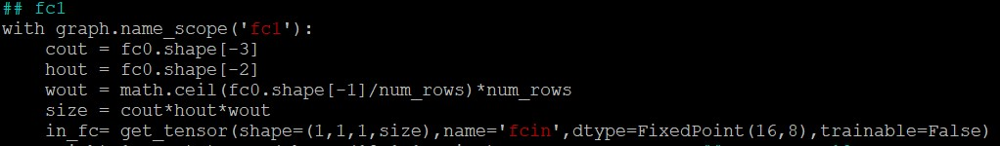 ## fc1
with graph.name_scope('fc1'):
    cout = fc0.shape[-3]
    hout = fc0.shape[-2]
    wout = math.ceil(fc0.shape[-1]/num_rows)*num_rows
    size = cout*hout*wout
    in_fc= get_tensor(shape=(1,1,1,size),name='fcin',dtype=FixedPoint(16,8),trainable=False)